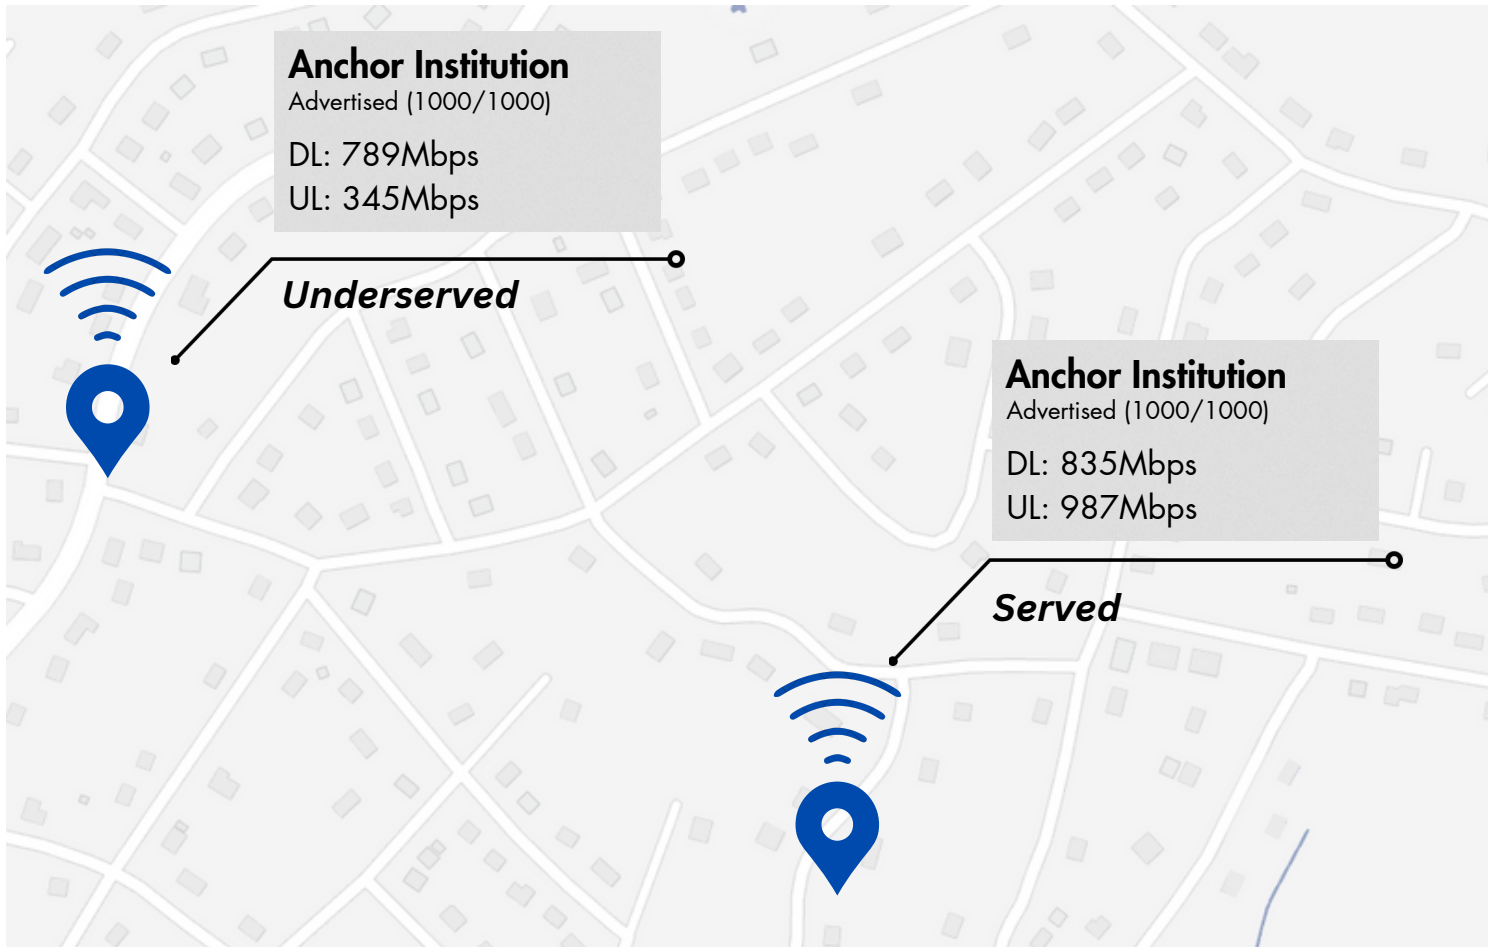 Anchor Institution
Advertised (1000/1000)
DL: 789Mbps
UL: 345Mbps
Underserved
Anchor Institution
Advertised (1000/1000)
DL: 835Mbps
UL: 987Mbps
Served